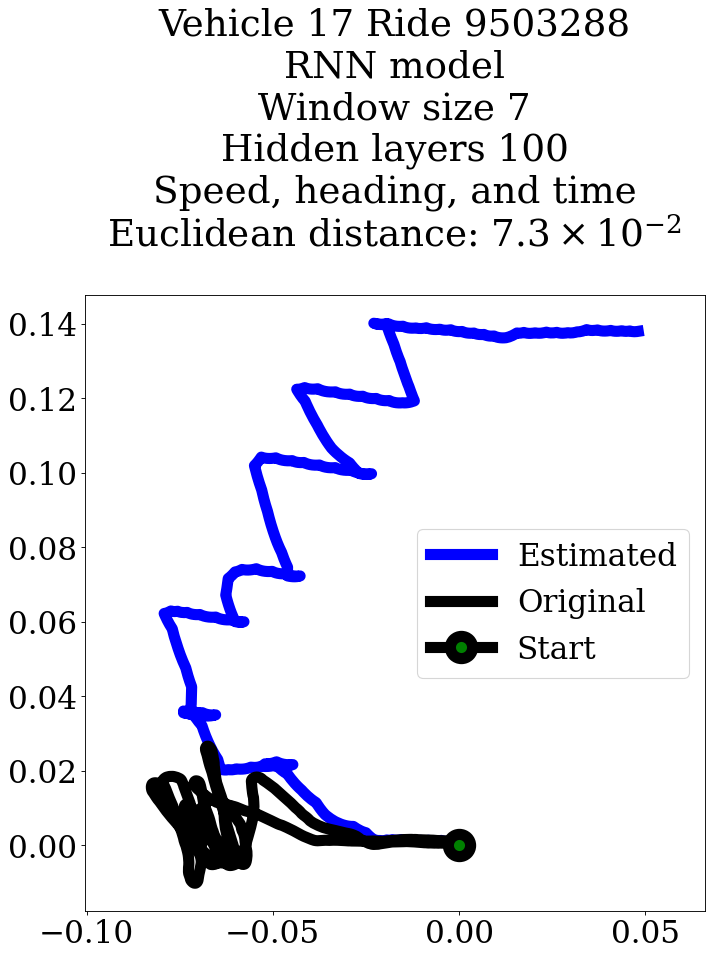 Vehicle 17 Ride 9503288
RNN model
Window size 7
Hidden layers 100
Speed, heading, and time
Euclidean distance: 7.3 × 10⁻²
0.14
0.12
0.10
0.08
0.06
0.04
0.02
0.00
Estimated
Original
Start
−0.10 −0.05 0.00 0.05